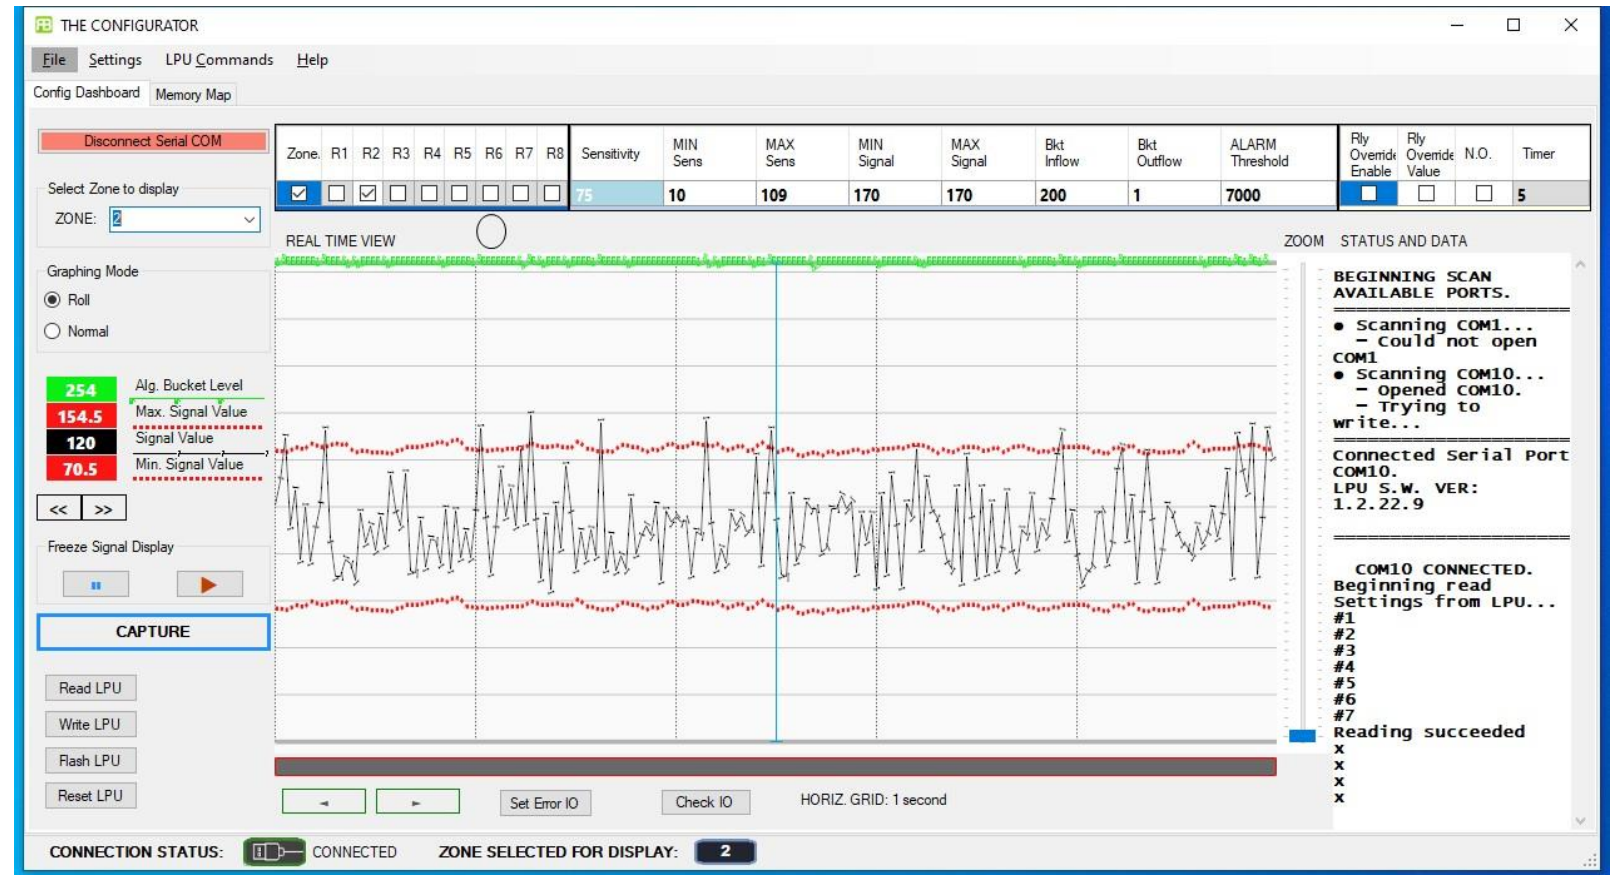 THE CONFIGURATOR
File Settings LPU Commands Help
Config Dashboard Memory Map
Disconnect Serial COM
Select Zone to display
ZONE: 2
Graphing Mode
Roll
Normal
254 Alg. Bucket Level
154.5 Max. Signal Value
120 Signal Value
70.5 Min. Signal Value
<< >>
Freeze Signal Display
CAPTURE
Read LPU
Write LPU
Flash LPU
Reset LPU
Zone. R1 R2 R3 R4 R5 R6 R7 R8 Sensitivity MIN Sens MAX Sens MIN Signal MAX Signal Bkt Inflow Bkt Outflow ALARM Threshold Rly Override Enable Rly Override Value N.O. Timer
75 10 109 170 170 200 1 7000 5
REAL TIME VIEW
ZOOM
Set Error IO Check IO HORIZ. GRID: 1 second
STATUS AND DATA
BEGINNING SCAN
AVAILABLE PORTS.
======================
● Scanning COM1...
– Could not open
COM1
● Scanning COM10...
– Opened COM10.
– Trying to
write...
======================
Connected Serial Port
COM10.
LPU S.W. VER:
1.2.22.9
======================
COM10 CONNECTED.
Beginning read
Settings from LPU...
#1
#2
#3
#4
#5
#6
#7
Reading succeeded
x
x
x
x
CONNECTION STATUS: CONNECTED ZONE SELECTED FOR DISPLAY: 2